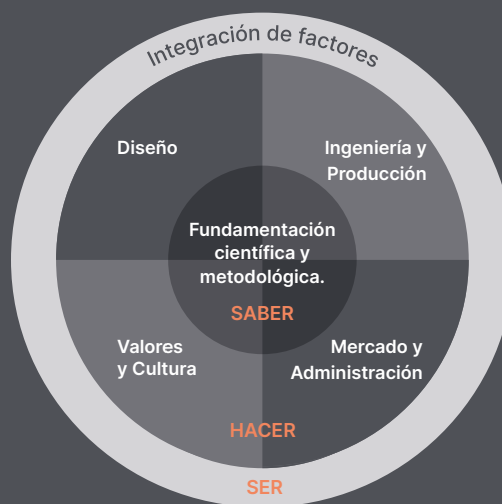 Integración de factores
Diseño
Ingeniería y
Producción
Fundamentación
científica y
metodológica.
SABER
Valores
y Cultura
Mercado y
Administración
HACER
SER